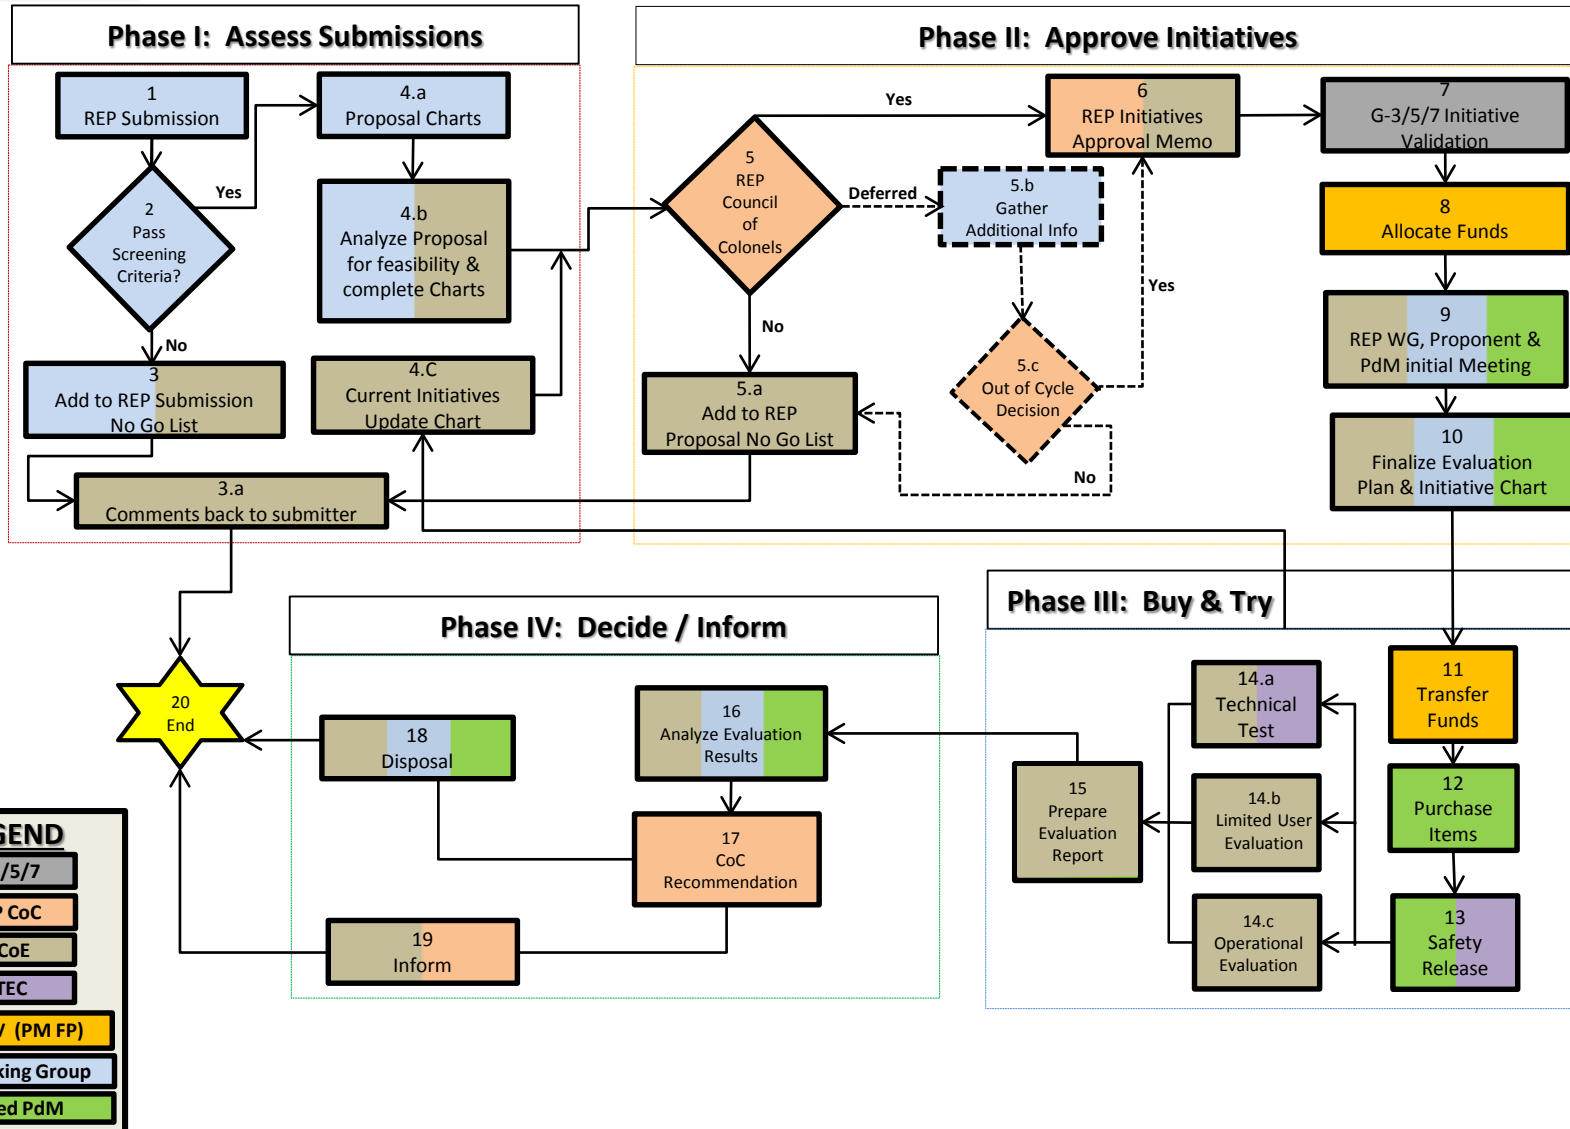 Phase I:  Assess Submissions
1
REP Submission
4.a
Proposal Charts
Yes
2
Pass
Screening
Criteria?
4.b
Analyze Proposal
for feasibility &
complete Charts
No
3
Add to REP Submission
No Go List
4.C
Current Initiatives
Update Chart
3.a
Comments back to submitter
Phase II:  Approve Initiatives
Yes
5
REP
Council
of
Colonels
Deferred
5.b
Gather
Additional Info
6
REP Initiatives
Approval Memo
7
G-3/5/7 Initiative
Validation
8
Allocate Funds
Yes
No
5.a
Add to REP
Proposal No Go List
5.c
Out of Cycle
Decision
No
9
REP WG, Proponent &
PdM initial Meeting
10
Finalize Evaluation
Plan & Initiative Chart
Phase III:  Buy & Try
11
Transfer
Funds
12
Purchase
Items
13
Safety
Release
14.a
Technical
Test
14.b
Limited User
Evaluation
14.c
Operational
Evaluation
15
Prepare
Evaluation
Report
Phase IV:  Decide / Inform
16
Analyze Evaluation
Results
17
CoC
Recommendation
18
Disposal
19
Inform
20
End
GEND
/5/7
CoC
CoE
TEC
(PM FP)
king Group
ed PdM